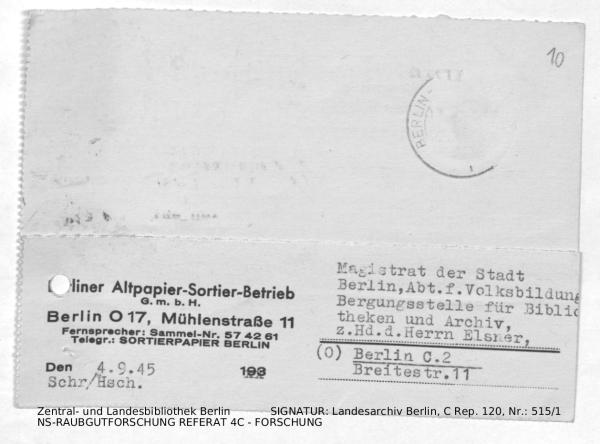 10
BERLIN-
liner Altpapier-Sortier-Betrieb
G. m. b. H.
Berlin O 17, Mühlenstraße 11
Fernsprecher: Sammel-Nr. 57 42 61
Telegr.: SORTIERPAPIER BERLIN
Den 4.9.45 193
Schr/Hsch.
Magistrat der Stadt
Berlin,Abt.f.Volksbildung
Bergungsstelle für Biblio
theken und Archiv,
z.Hd.d.Herrn Elsner,
(O) Berlin C.2
Breitestr.11
Zentral- und Landesbibliothek Berlin SIGNATUR: Landesarchiv Berlin, C Rep. 120, Nr.: 515/1
NS-RAUBGUTFORSCHUNG REFERAT 4C - FORSCHUNG